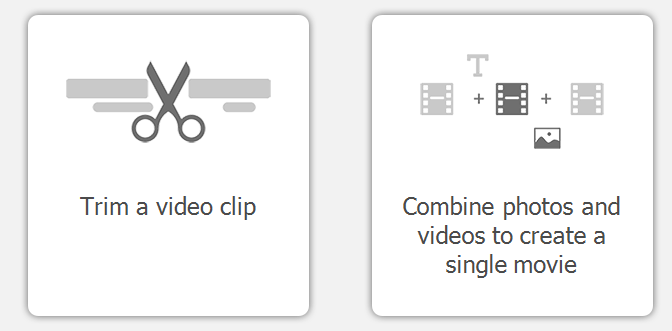 Trim a video clip
T
Combine photos and
videos to create a
single movie